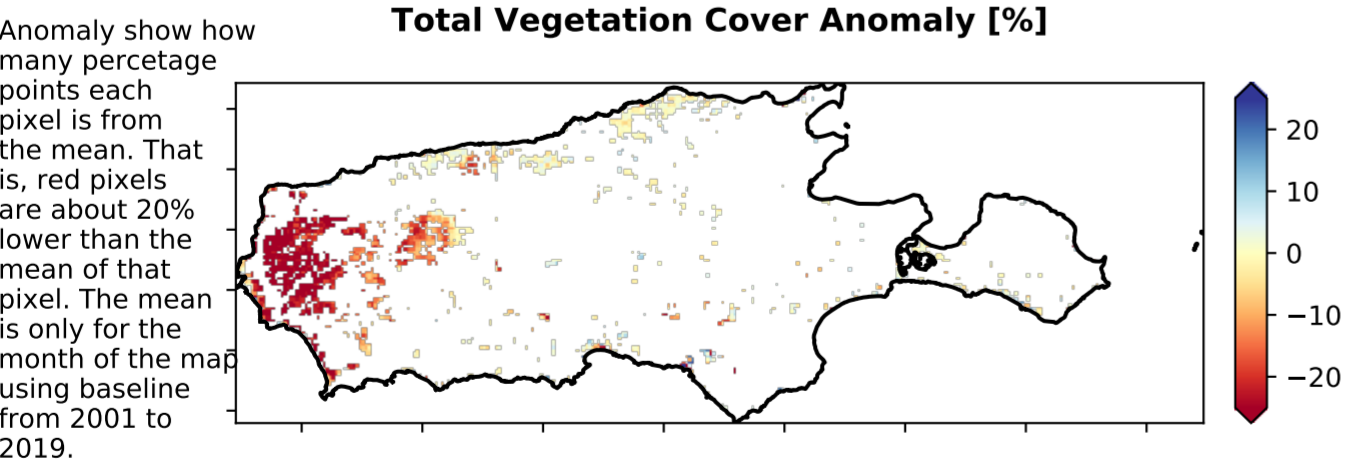 Total Vegetation Cover Anomaly [%]
Anomaly show how
many percetage
points each
pixel is from
the mean. That
is, red pixels
are about 20%
lower than the
mean of that
pixel. The mean
is only for the
month of the map
using baseline
from 2001 to
2019.
20
10
0
−10
−20